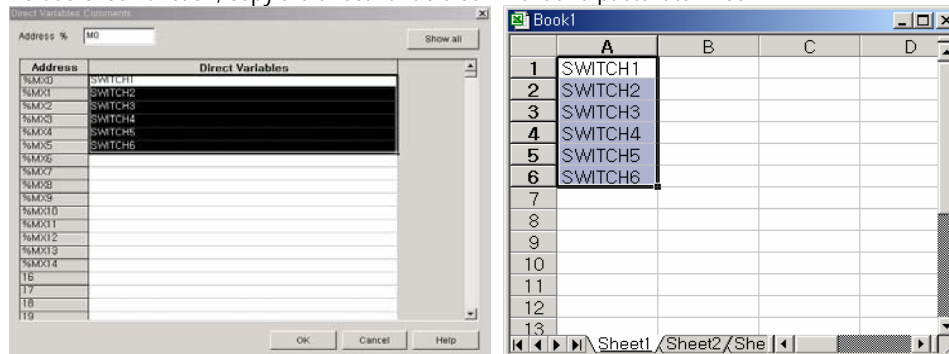 Direct Variables Comments
Address % M0 Show all
Address Direct Variables
%MX0 SWITCH1
%MX1 SWITCH2
%MX2 SWITCH3
%MX3 SWITCH4
%MX4 SWITCH5
%MX5 SWITCH6
%MX6
%MX7
%MX8
%MX9
%MX10
%MX11
%MX12
%MX13
%MX14
16
17
18
19
OK Cancel Help
Book1
A B C D
1 SWITCH1
2 SWITCH2
3 SWITCH3
4 SWITCH4
5 SWITCH5
6 SWITCH6
7
8
9
10
11
12
13
Sheet1 Sheet2 She